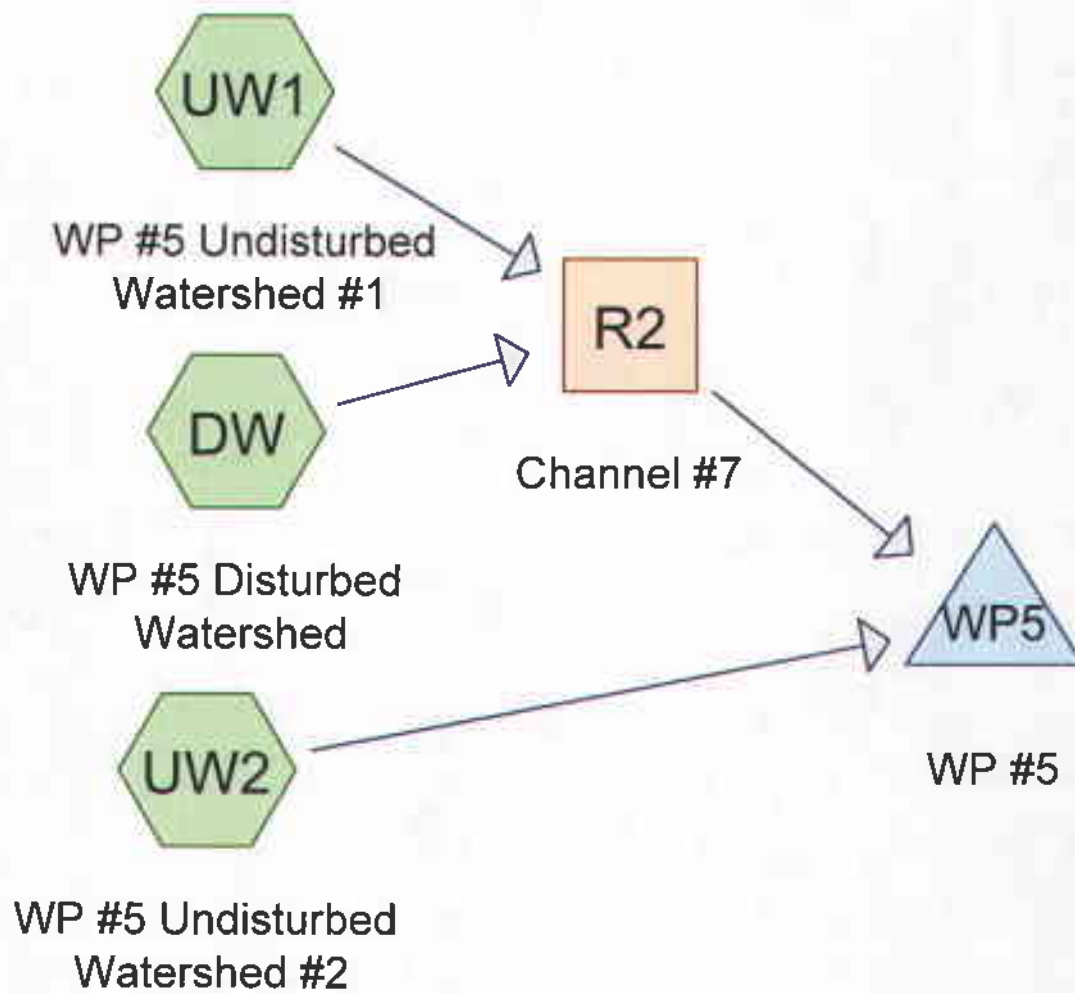 UW1
WP #5 Undisturbed
Watershed #1
R2
Channel #7
DW
WP #5 Disturbed
Watershed
WP5
WP #5
UW2
WP #5 Undisturbed
Watershed #2